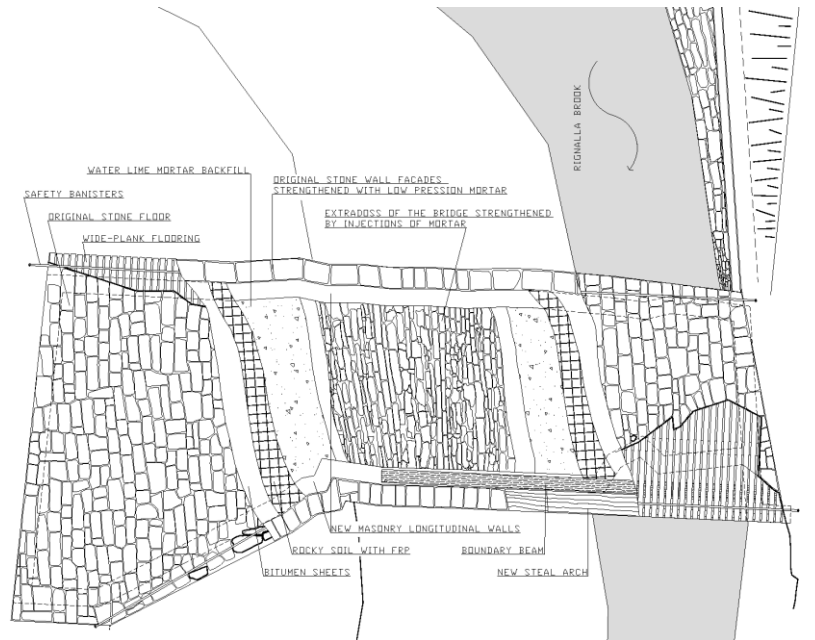 RIGNALLA BROOK
WATER LIME MORTAR BACKFILL
ORIGINAL STONE WALL FACADES
STRENGTHENED WITH LOW PRESSION MORTAR
SAFETY BANISTERS
ORIGINAL STONE FLOOR
EXTRADOSS OF THE BRIDGE STRENGTHENED
BY INJECTIONS OF MORTAR
WIDE-PLANK FLOORING
NEW MASONRY LONGITUDINAL WALLS
ROCKY SOIL WITH FRP
BOUNDARY BEAM
BITUMEN SHEETS
NEW STEAL ARCH